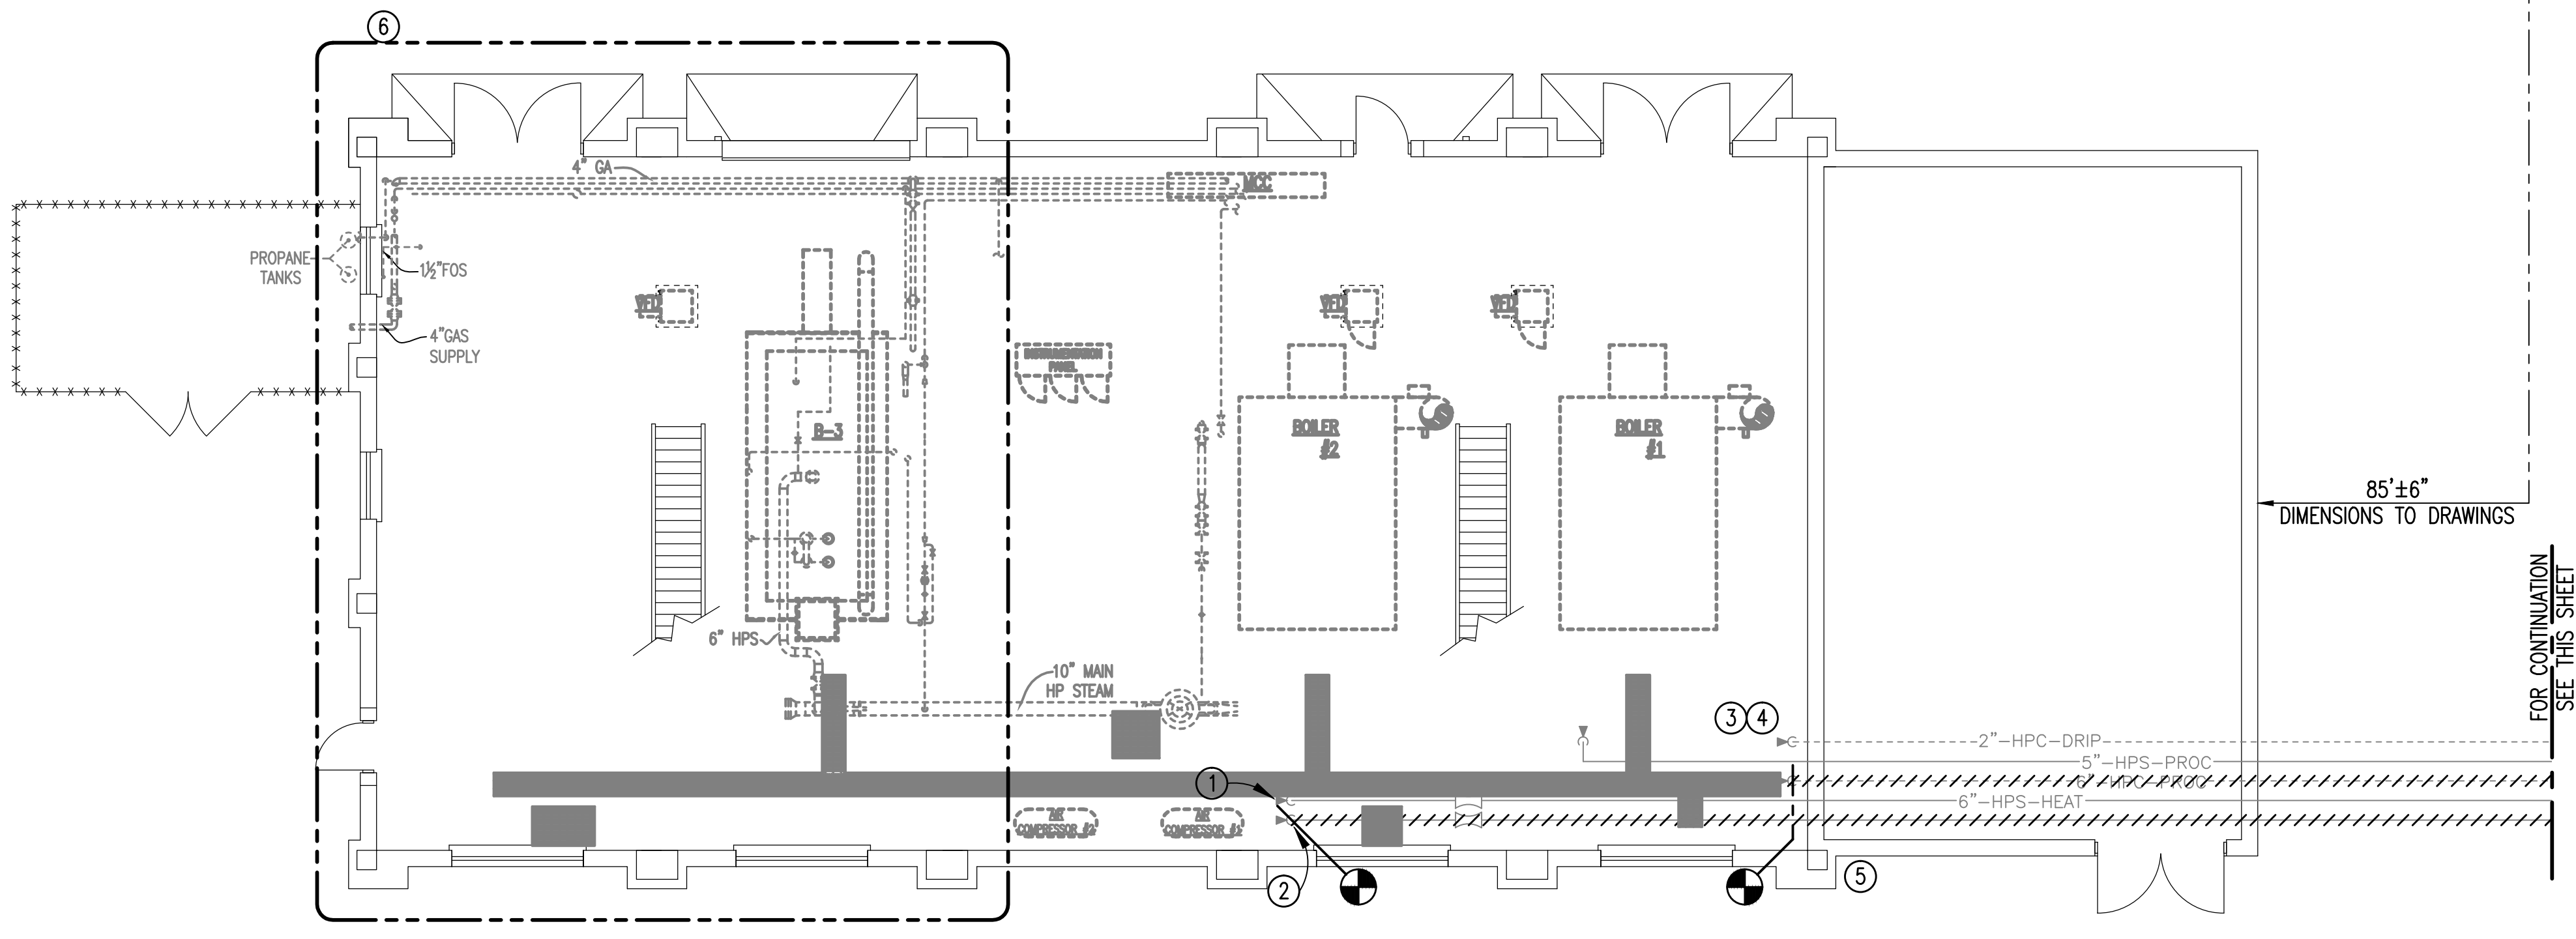 6
4" GA
MCC
PROPANE
TANKS
1½"FOS
4"GAS
SUPPLY
VFD
VFD
VFD
INSTRUMENTATION
PANEL
B-3
BOILER
#2
BOILER
#1
85'±6"
DIMENSIONS TO DRAWINGS
FOR CONTINUATION
SEE THIS SHEET
6" HPS
10" MAIN
HP STEAM
3 4
2"-HPC-DRIP
5"-HPS-PROC
6"-HPC-PROC
6"-HPS-HEAT
1
AIR
COMPRESSOR #2
AIR
COMPRESSOR
2
5